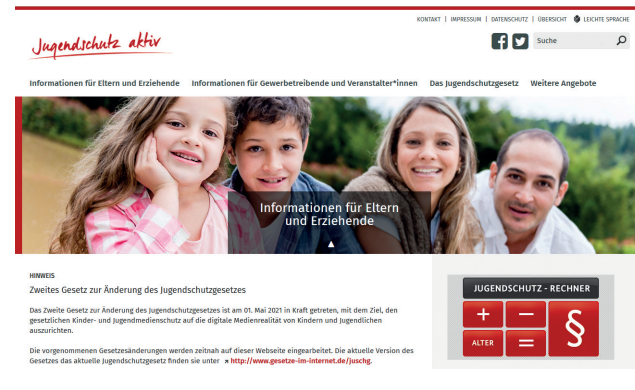 KONTAKT | IMPRESSUM | DATENSCHUTZ | ÜBERSICHT LEICHTE SPRACHE
Jugendschutz aktiv
Suche
Informationen für Eltern und Erziehende Informationen für Gewerbetreibende und Veranstalter*innen Das Jugendschutzgesetz Weitere Angebote
Informationen für Eltern
und Erziehende
HINWEIS
Zweites Gesetz zur Änderung des Jugendschutzgesetzes
Das Zweite Gesetz zur Änderung des Jugendschutzgesetzes ist am 01. Mai 2021 in Kraft getreten, mit dem Ziel, den
gesetzlichen Kinder- und Jugendmedienschutz auf die digitale Medienrealität von Kindern und Jugendlichen
auszurichten.
Die vorgenommenen Gesetzesänderungen werden zeitnah auf dieser Webseite eingearbeitet. Die aktuelle Version des
Gesetzes das aktuelle Jugendschutzgesetz finden sie unter http://www.gesetze-im-internet.de/juschg.
JUGENDSCHUTZ - RECHNER
+ − §
ALTER =